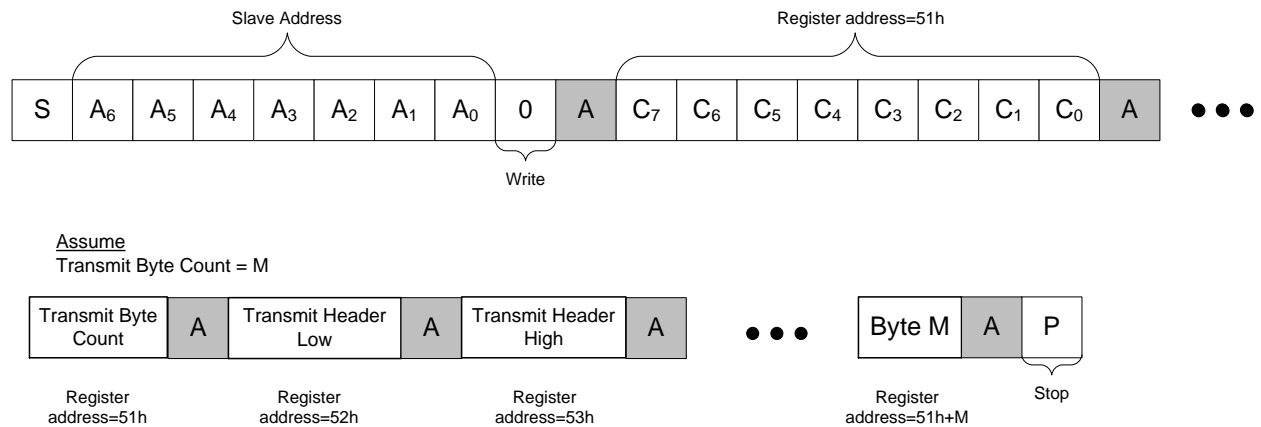 Slave Address
Register address=51h
S A₆ A₅ A₄ A₃ A₂ A₁ A₀ 0 A C₇ C₆ C₅ C₄ C₃ C₂ C₁ C₀ A
Write
Assume
Transmit Byte Count = M
Transmit Byte Count A Transmit Header Low A Transmit Header High A Byte M A P
Stop
Register address=51h
Register address=52h
Register address=53h
Register address=51h+M